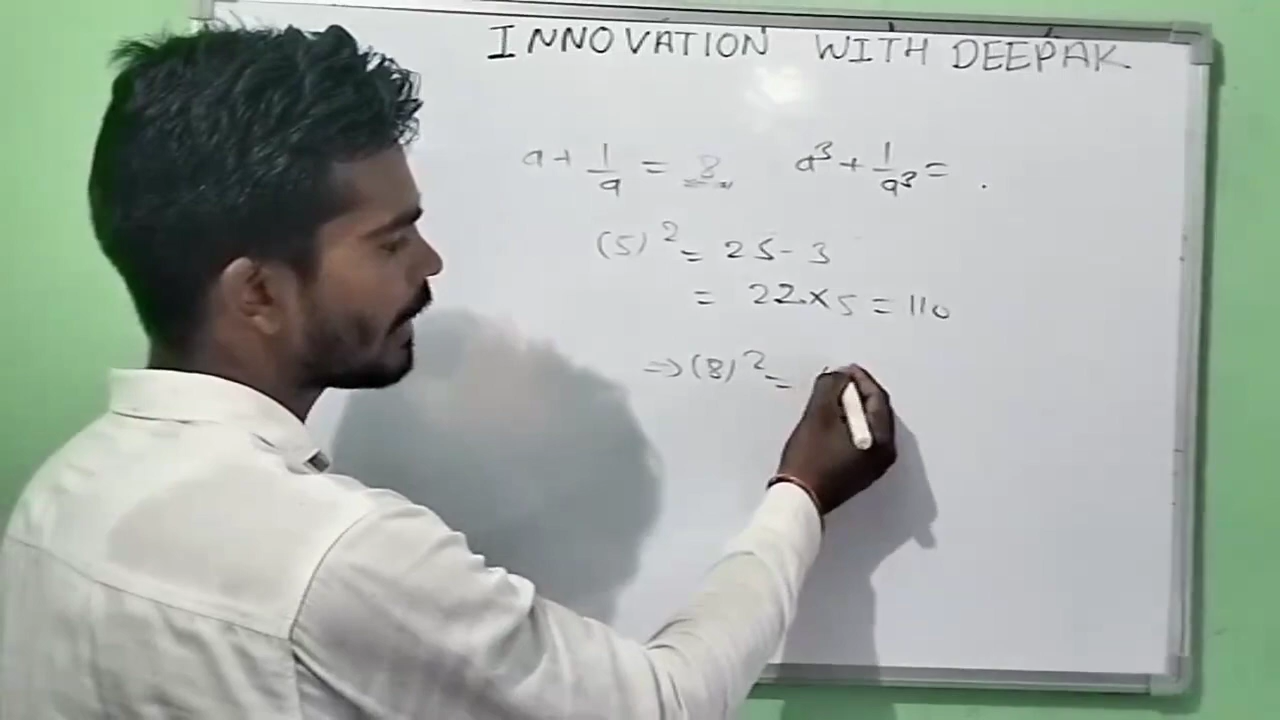 INNOVATION WITH DEEPAK
a + 1/a = 8 a³ + 1/a³ = .
(5)² = 25 - 3
= 22 × 5 = 110
⇒ (8)² =